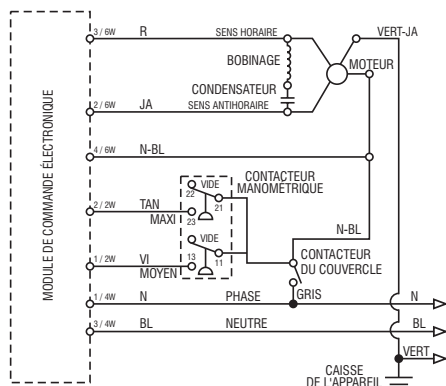 3 / 6W R SENS HORAIRE VERT-JA
BOBINAGE
MOTEUR
CONDENSATEUR
2 / 6W JA SENS ANTIHORAIRE
MODULE DE COMMANDE ÉLECTRONIQUE
4 / 6W N-BL
22 VIDE CONTACTEUR
MANOMÉTRIQUE
2 / 2W TAN 21
MAXI 23
VIDE N-BL
13 CONTACTEUR
DU COUVERCLE
1 / 2W VI 11
MOYEN
1 / 4W N PHASE GRIS N
3 / 4W BL NEUTRE BL
VERT
CAISSE
DE L'APPAREIL